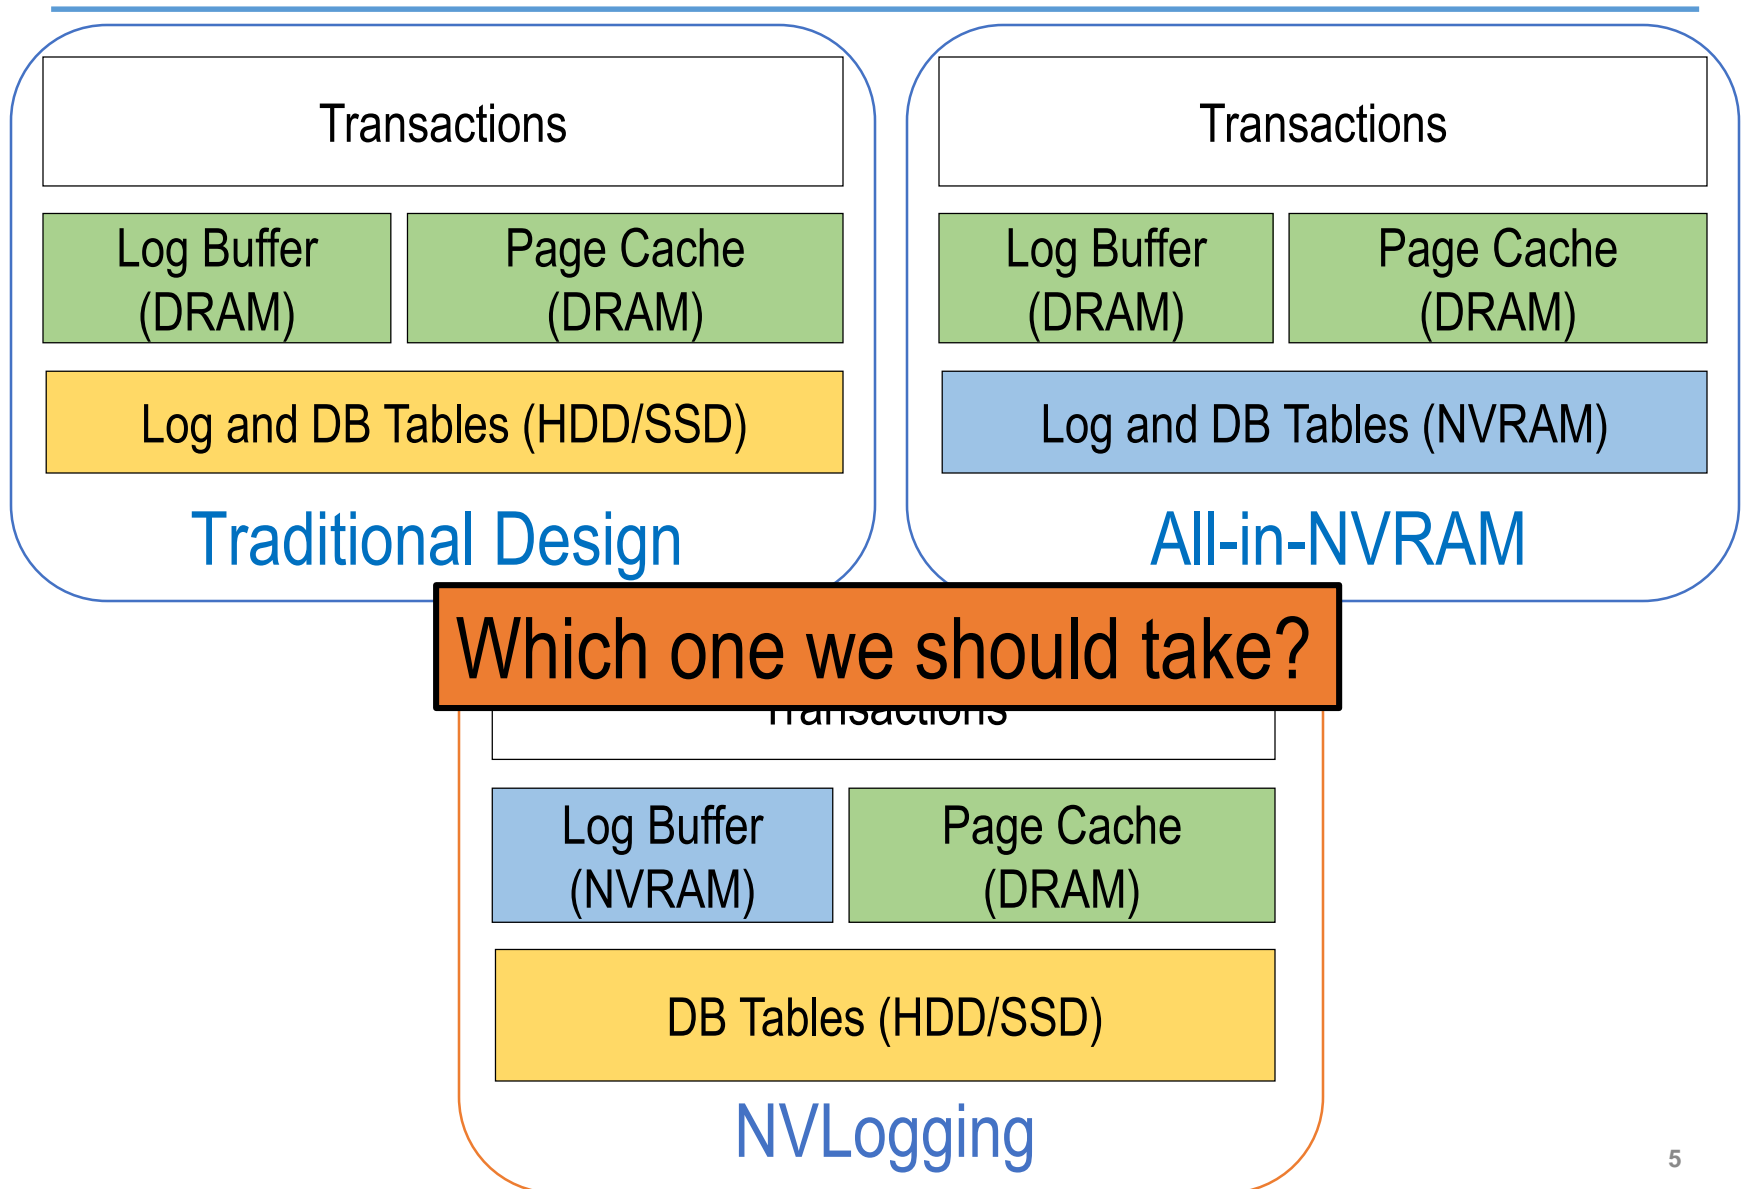 Transactions
Log Buffer
(DRAM)
Page Cache
(DRAM)
Log and DB Tables (HDD/SSD)
Traditional Design
Transactions
Log Buffer
(DRAM)
Page Cache
(DRAM)
Log and DB Tables (NVRAM)
All-in-NVRAM
Which one we should take?
Transactions
Log Buffer
(NVRAM)
Page Cache
(DRAM)
DB Tables (HDD/SSD)
NVLogging
5